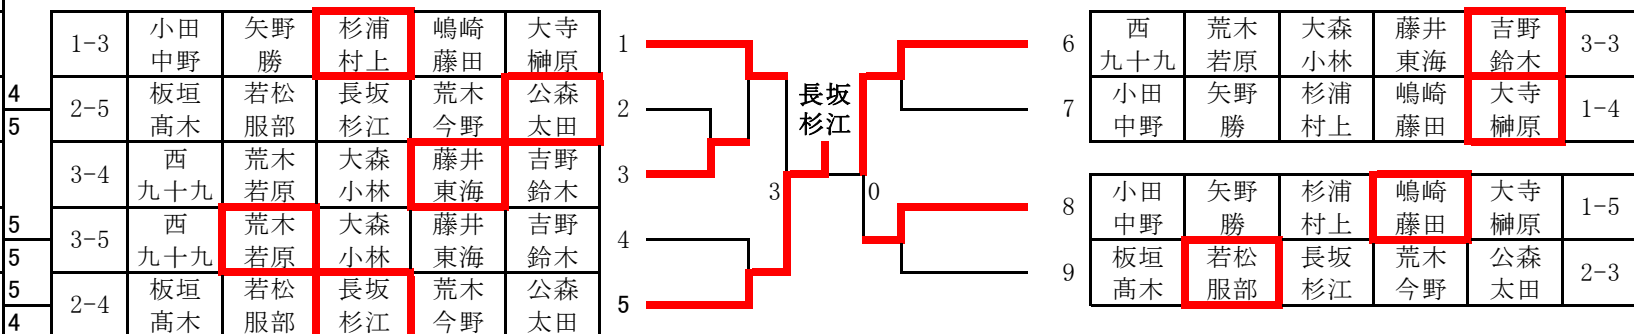 1-3 小田 矢野 杉浦 嶋崎 大寺 1
中野 勝 村上 藤田 榊原
4 2-5 板垣 若松 長坂 荒木 公森 2
5 髙木 服部 杉江 今野 太田
3-4 西 荒木 大森 藤井 吉野 3
九十九 若原 小林 東海 鈴木
5 3-5 西 荒木 大森 藤井 吉野 4
5 九十九 若原 小林 東海 鈴木
5 2-4 板垣 若松 長坂 荒木 公森 5
4 髙木 服部 杉江 今野 太田
長坂
杉江
3 0
6 西 荒木 大森 藤井 吉野 3-3
九十九 若原 小林 東海 鈴木
7 小田 矢野 杉浦 嶋崎 大寺 1-4
中野 勝 村上 藤田 榊原
8 小田 矢野 杉浦 嶋崎 大寺 1-5
中野 勝 村上 藤田 榊原
9 板垣 若松 長坂 荒木 公森 2-3
髙木 服部 杉江 今野 太田